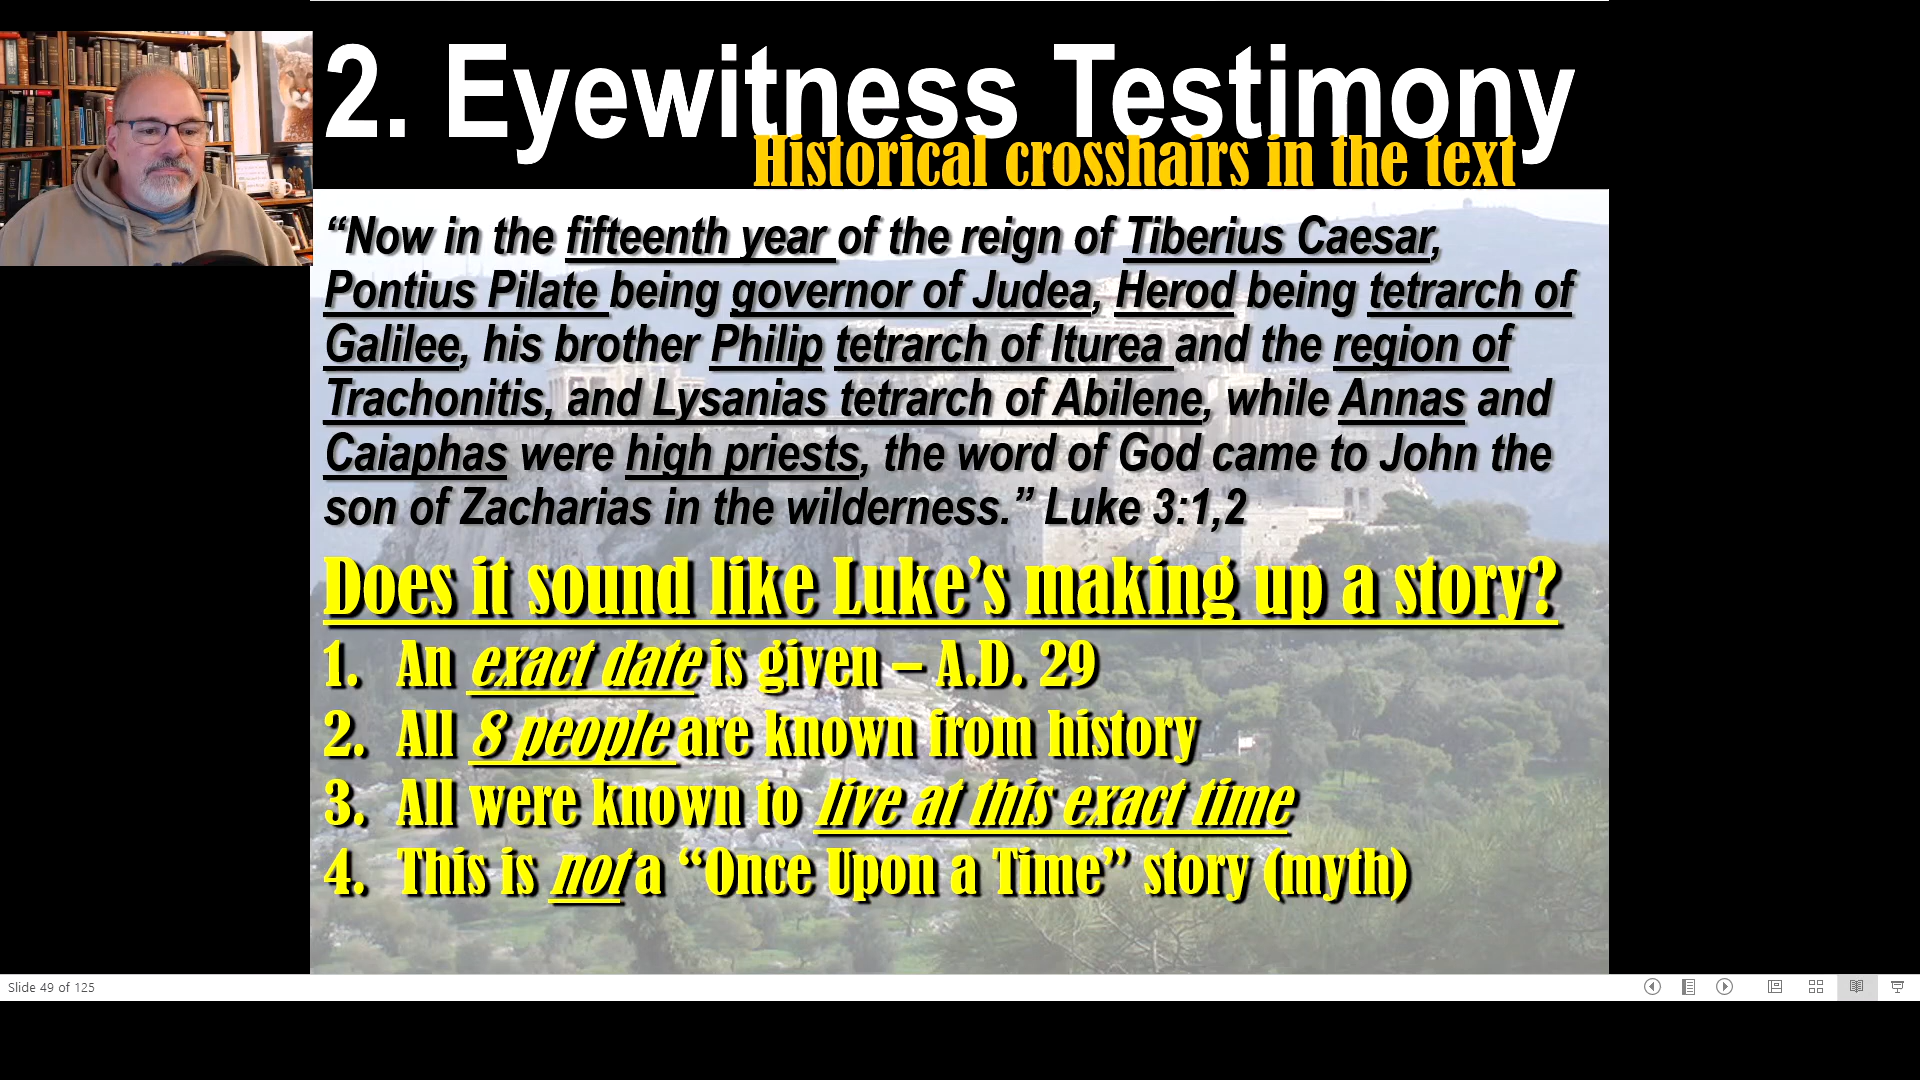 2. Eyewitness Testimony
Historical crosshairs in the text
“Now in the fifteenth year of the reign of Tiberius Caesar,
Pontius Pilate being governor of Judea, Herod being tetrarch of
Galilee, his brother Philip tetrarch of Iturea and the region of
Trachonitis, and Lysanias tetrarch of Abilene, while Annas and
Caiaphas were high priests, the word of God came to John the
son of Zacharias in the wilderness.” Luke 3:1,2
Does it sound like Luke’s making up a story?
1. An exact date is given – A.D. 29
2. All 8 people are known from history
3. All were known to live at this exact time
4. This is not a “Once Upon a Time” story (myth)
Slide 49 of 125